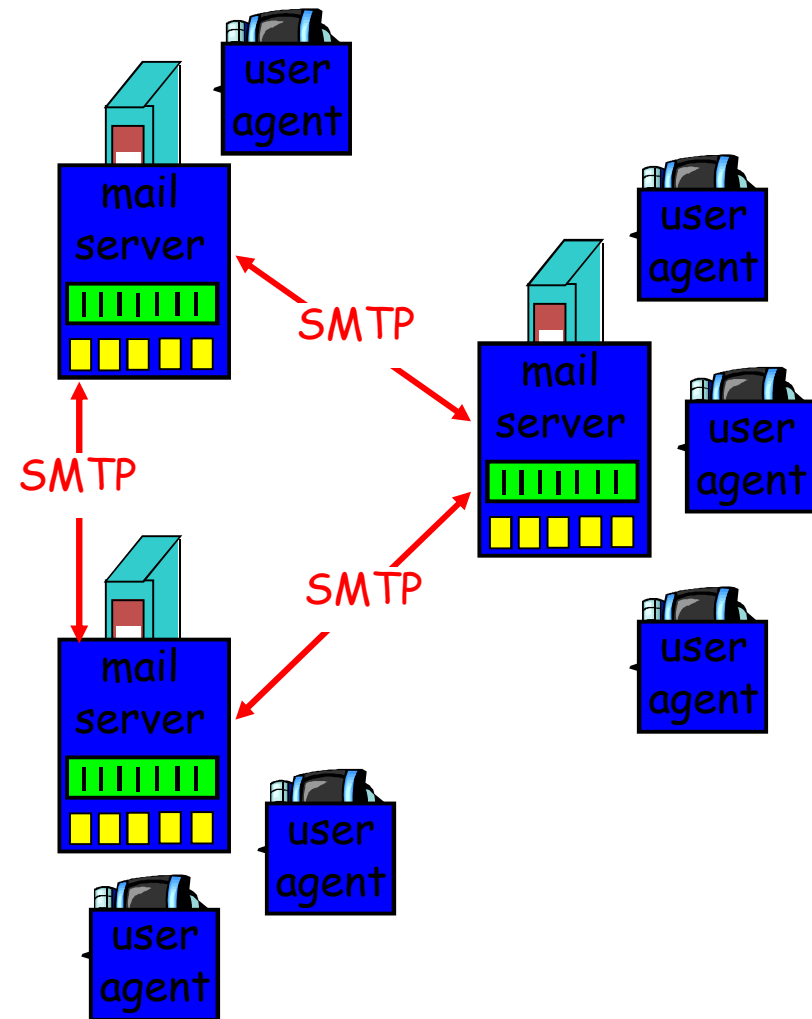 user
agent
mail
server
user
agent
SMTP
mail
server
user
agent
SMTP
SMTP
user
agent
mail
server
user
agent
user
agent